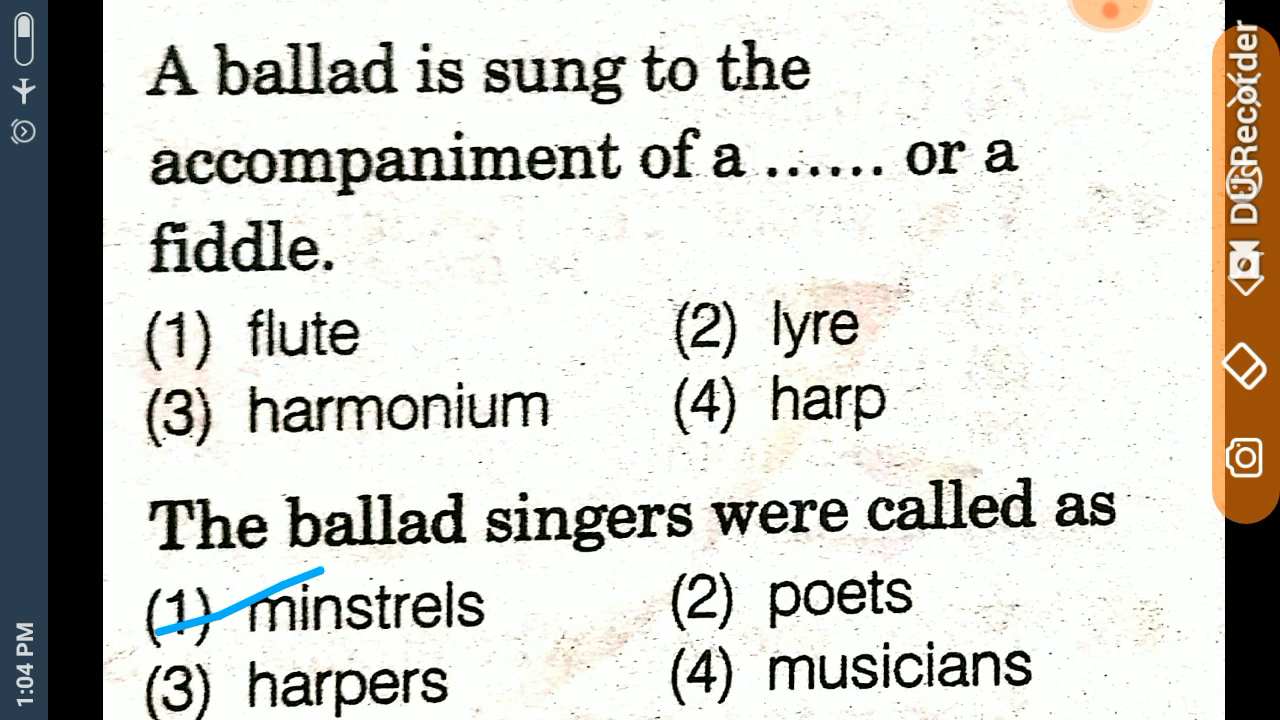 A ballad is sung to the
accompaniment of a ...... or a
fiddle.
(1) flute (2) lyre
(3) harmonium (4) harp
The ballad singers were called as
(1) minstrels (2) poets
(3) harpers (4) musicians
DU Recorder
1:04 PM